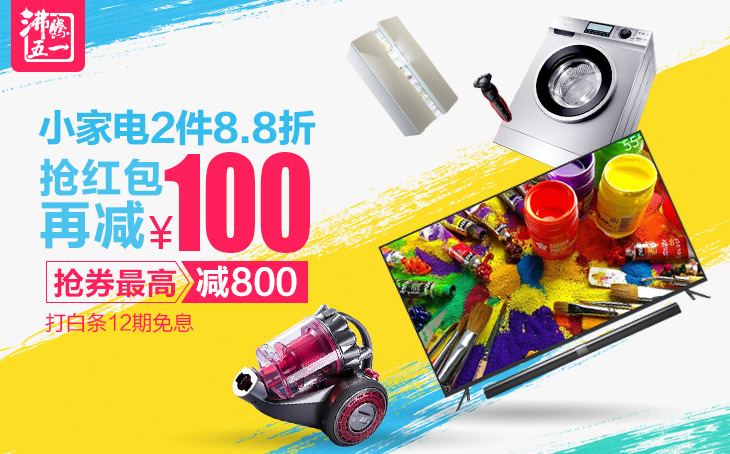 沸腾
五一
小家电2件8.8折
抢红包
再减¥100
抢券最高 减800
打白条12期免息
55"